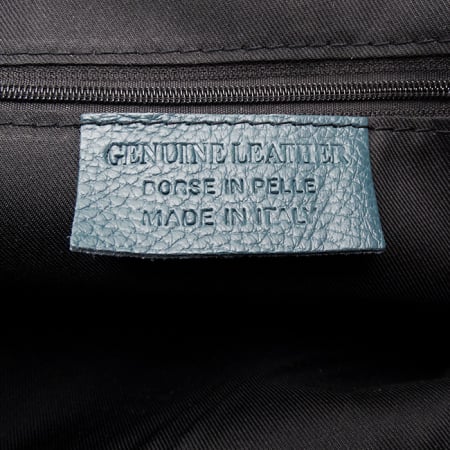 GENUINE LEATHER
BORSE IN PELLE
MADE IN ITALY